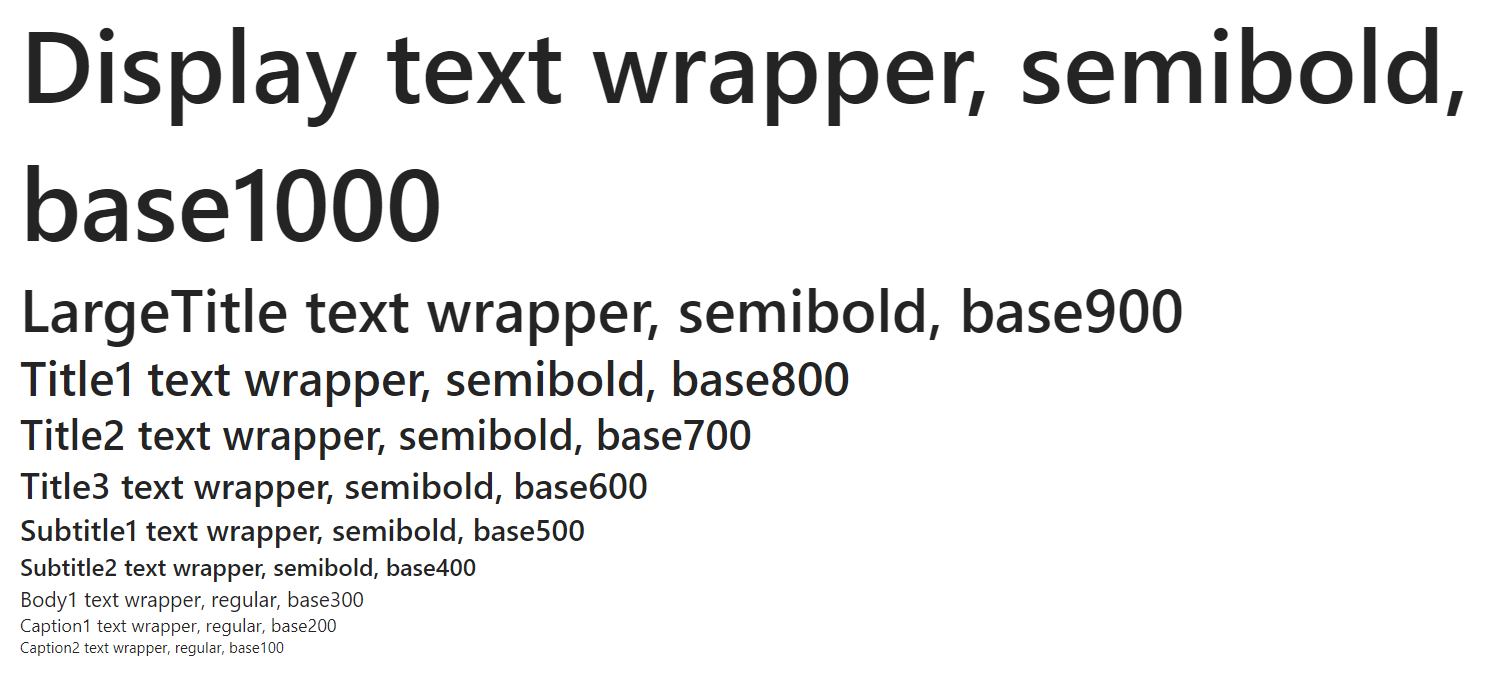 Display text wrapper, semibold,
base1000
LargeTitle text wrapper, semibold, base900
Title1 text wrapper, semibold, base800
Title2 text wrapper, semibold, base700
Title3 text wrapper, semibold, base600
Subtitle1 text wrapper, semibold, base500
Subtitle2 text wrapper, semibold, base400
Body1 text wrapper, regular, base300
Caption1 text wrapper, regular, base200
Caption2 text wrapper, regular, base100